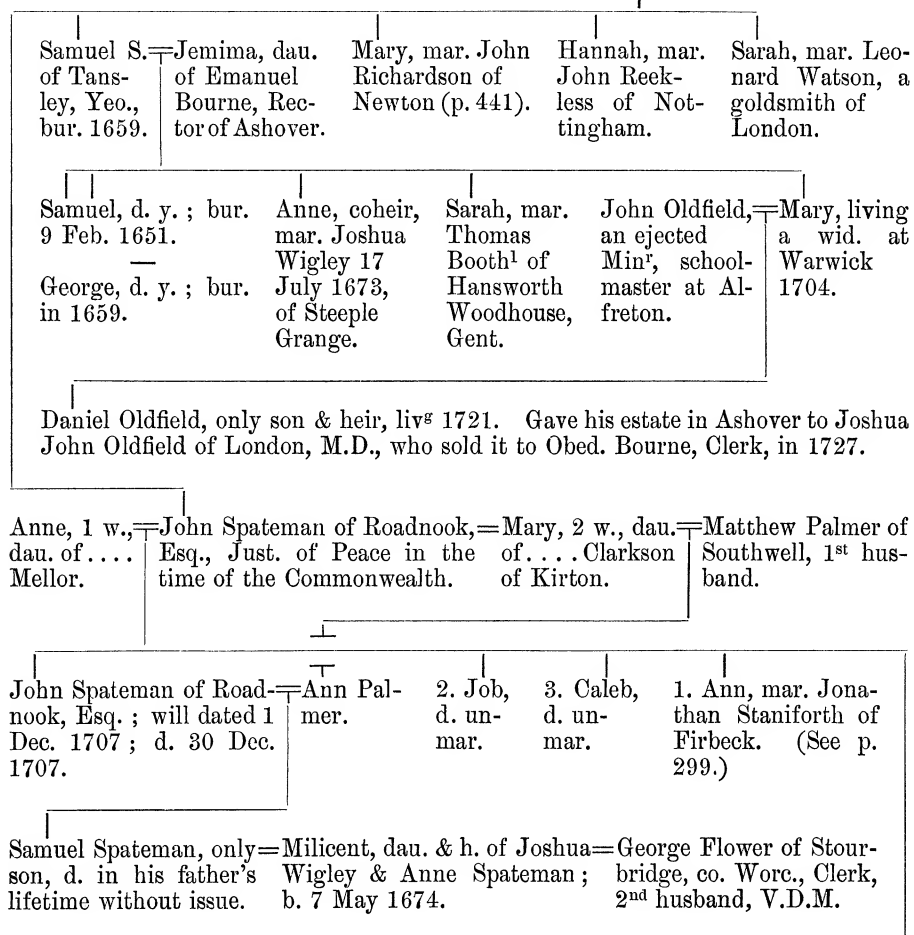 Samuel S.
of Tans-
ley, Yeo.,
bur. 1659.
Jemima, dau.
of Emanuel
Bourne, Rec-
tor of Ashover.
Mary, mar. John
Richardson of
Newton (p. 441).
Hannah, mar.
John Reek-
less of Not-
tingham.
Sarah, mar. Leo-
nard Watson, a
goldsmith of
London.
Samuel, d. y. ; bur.
9 Feb. 1651.
—
George, d. y. ; bur.
in 1659.
Anne, coheir,
mar. Joshua
Wigley 17
July 1673,
of Steeple
Grange.
Sarah, mar.
Thomas
Booth¹ of
Hansworth
Woodhouse,
Gent.
John Oldfield,
an ejected
Minʳ, school-
master at Al-
freton.
Mary, living
a wid. at
Warwick
1704.
Daniel Oldfield, only son & heir, livᵍ 1721. Gave his estate in Ashover to Joshua
John Oldfield of London, M.D., who sold it to Obed. Bourne, Clerk, in 1727.
Anne, 1 w.,
dau. of . . . .
Mellor.
John Spateman of Roadnook,
Esq., Just. of Peace in the
time of the Commonwealth.
=
Mary, 2 w., dau.
of . . . . Clarkson
of Kirton.
Matthew Palmer of
Southwell, 1ˢᵗ hus-
band.
John Spateman of Road-
nook, Esq. ; will dated 1
Dec. 1707 ; d. 30 Dec.
1707.
Ann Pal-
mer.
2. Job,
d. un-
mar.
3. Caleb,
d. un-
mar.
1. Ann, mar. Jona-
than Staniforth of
Firbeck. (See p.
299.)
Samuel Spateman, only
son, d. in his father's
lifetime without issue.
=
Milicent, dau. & h. of Joshua
Wigley & Anne Spateman ;
b. 7 May 1674.
=
George Flower of Stour-
bridge, co. Worc., Clerk,
2ⁿᵈ husband, V.D.M.